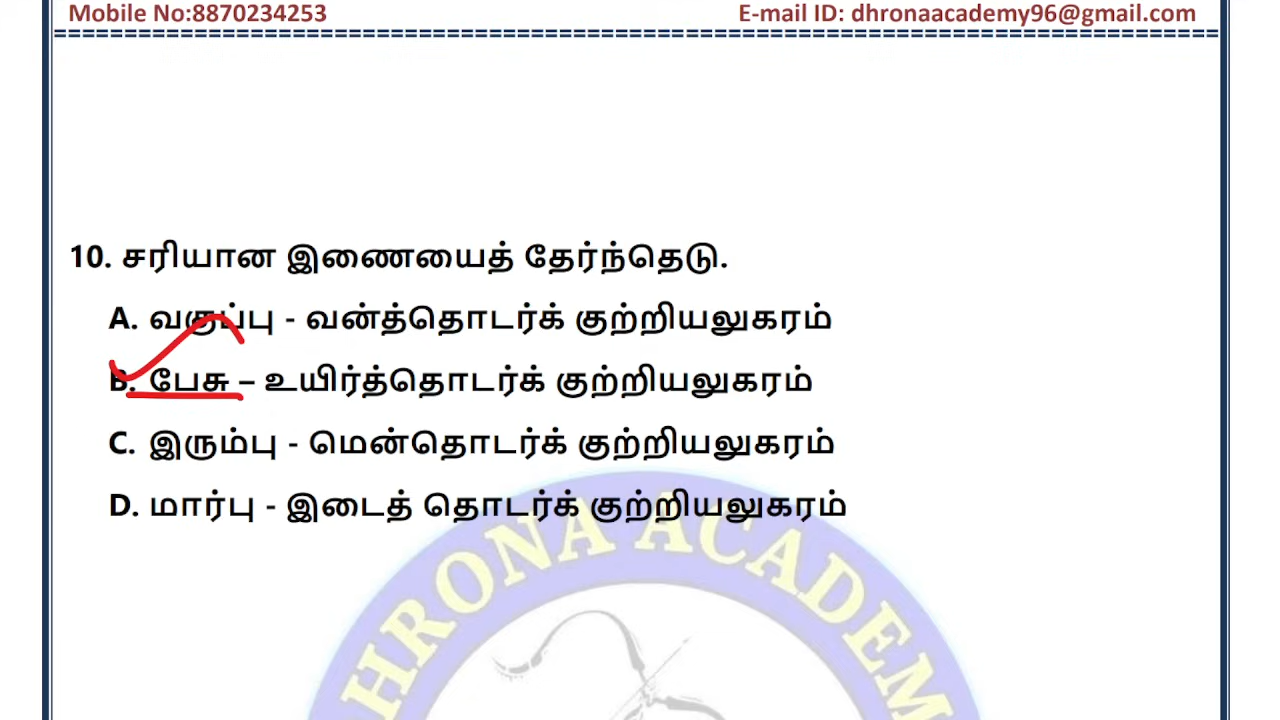 Mobile No:8870234253 E-mail ID: dhronaacademy96@gmail.com
10. சரியான இணையைத் தேர்ந்தெடு.
A. வகுப்பு - வன்த்தொடர்க் குற்றியலுகரம்
B. பேசு – உயிர்த்தொடர்க் குற்றியலுகரம்
C. இரும்பு - மென்தொடர்க் குற்றியலுகரம்
D. மார்பு - இடைத் தொடர்க் குற்றியலுகரம்
HRONA ACADEM